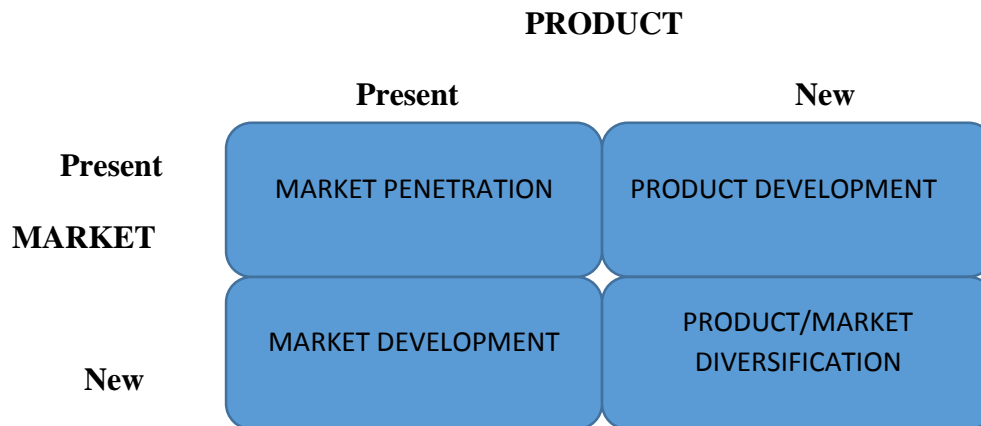 PRODUCT
Present New
Present
MARKET PENETRATION PRODUCT DEVELOPMENT
MARKET
MARKET DEVELOPMENT
PRODUCT/MARKET
DIVERSIFICATION
New